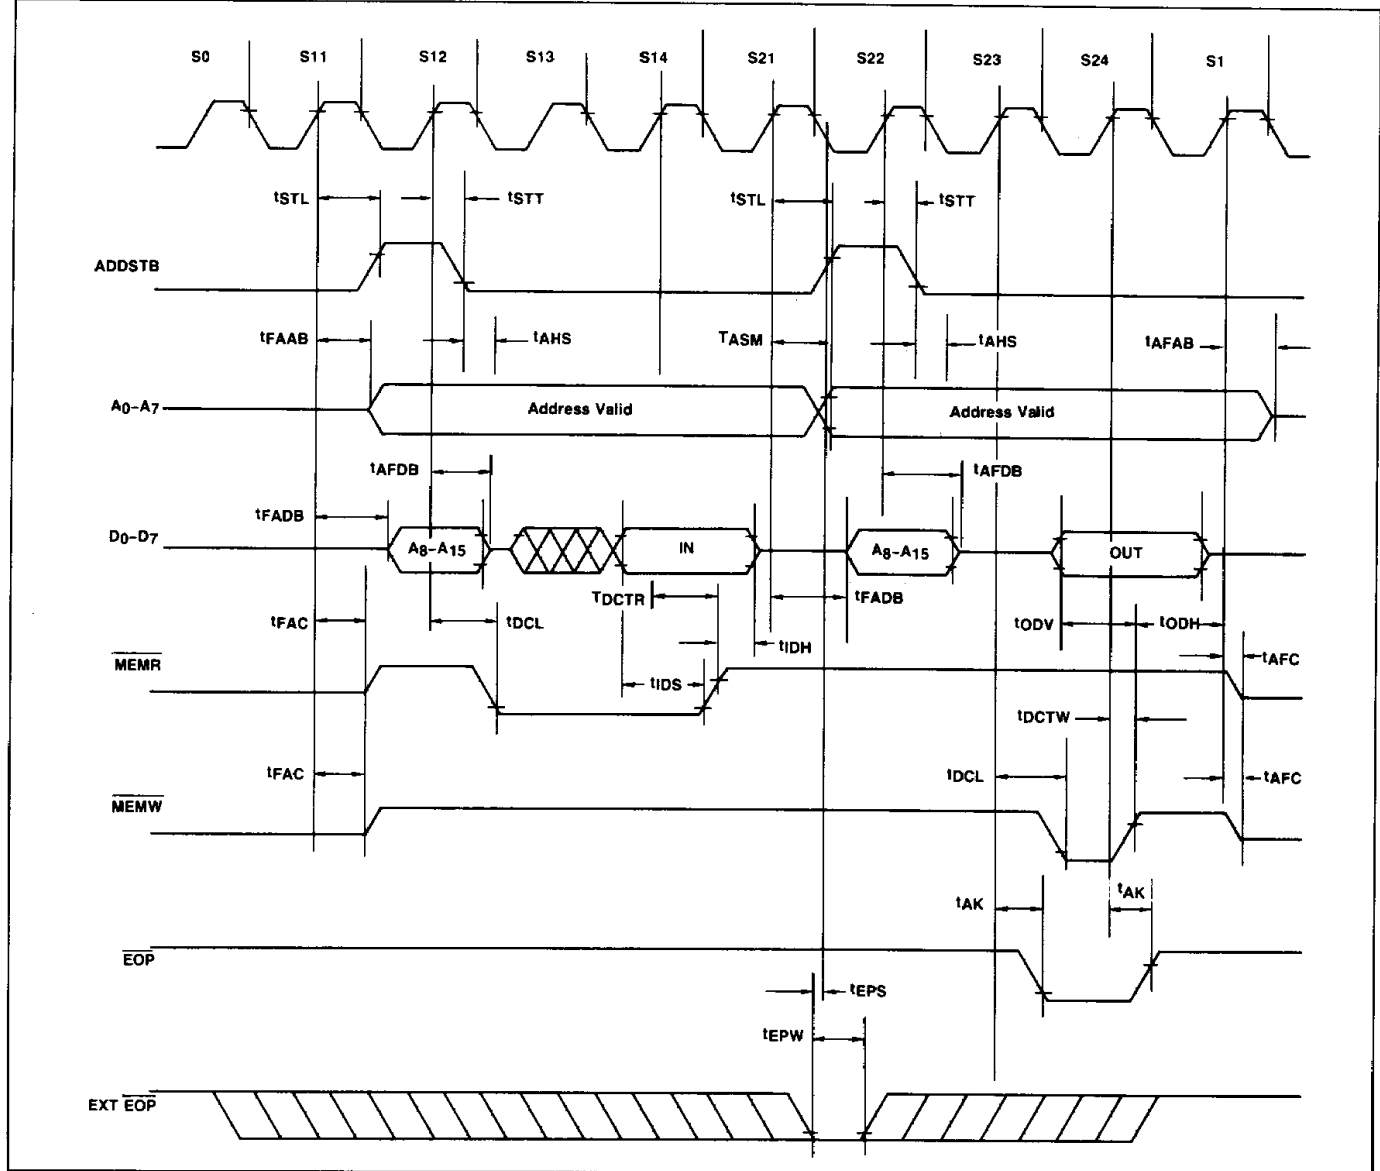 S0 S11 S12 S13 S14 S21 S22 S23 S24 S1
tSTL tSTT tSTL tSTT
ADDSTB
tFAAB tAHS TASM tAHS tAFAB
A0–A7 Address Valid Address Valid
tAFDB tAFDB
tFADB
D0–D7 A8–A15 IN A8–A15 OUT
TDCTR tFADB
tFAC tDCL tIDH tODV tODH
MEMR tIDS tAFC
tDCTW
tFAC tDCL tAFC
MEMW
tAK tAK
EOP
tEPS
tEPW
EXT EOP